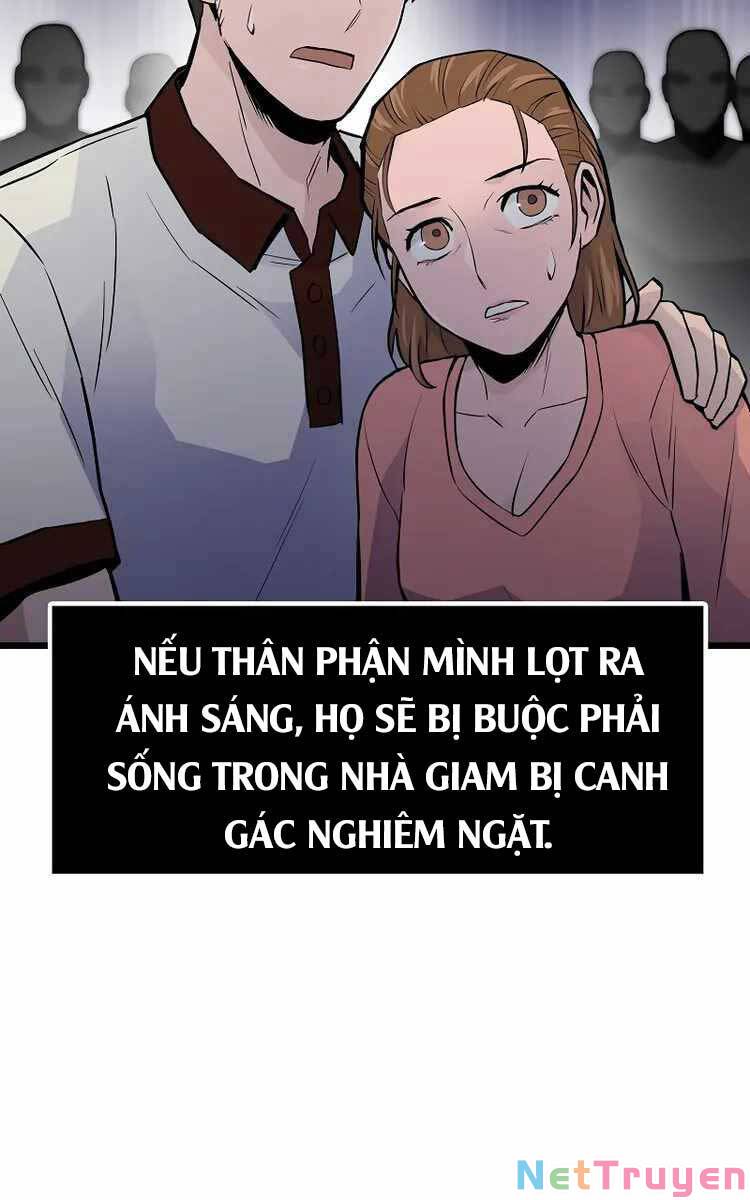 NẾU THÂN PHẬN MÌNH LỌT RA
ÁNH SÁNG, HỌ SẼ BỊ BUỘC PHẢI
SỐNG TRONG NHÀ GIAM BỊ CANH
GÁC NGHIÊM NGẶT.
NetTruyen